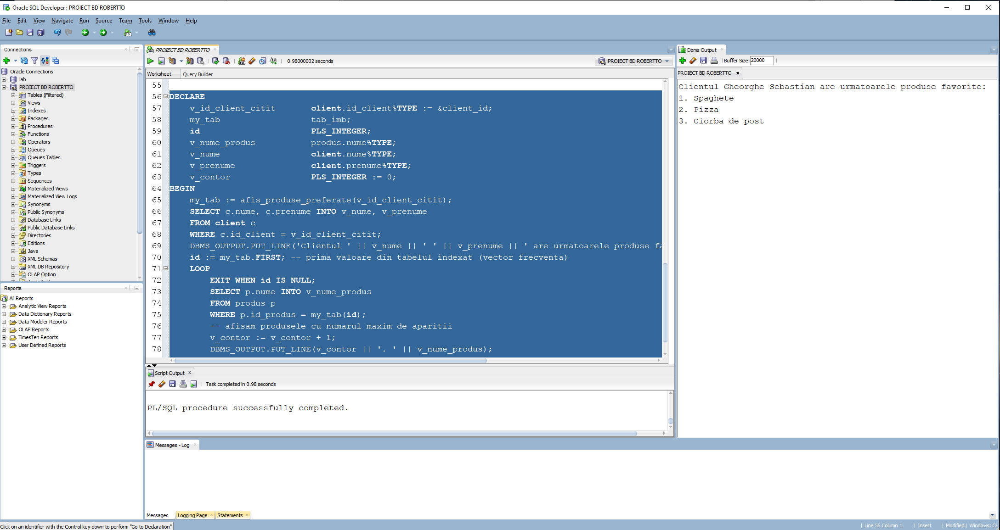 Oracle SQL Developer : PROIECT BD ROBERTTO
File Edit View Navigate Run Source Team Tools Window Help
Connections
Oracle Connections
lab
PROIECT BD ROBERTTO
Tables (Filtered)
Views
Indexes
Packages
Procedures
Functions
Operators
Queues
Queues Tables
Triggers
Types
Sequences
Materialized Views
Materialized View Logs
Synonyms
Public Synonyms
Database Links
Public Database Links
Directories
Editions
Java
XML Schemas
XML DB Repository
OLAP Option
Reports
All Reports
Analytic View Reports
Data Dictionary Reports
Data Modeler Reports
OLAP Reports
TimesTen Reports
User Defined Reports
PROIECT BD ROBERTTO
0.98000002 seconds
PROIECT BD ROBERTTO
Worksheet Query Builder
55
56 DECLARE
57 v_id_client_citit client.id_client%TYPE := &client_id;
58 my_tab tab_imb;
59 id PLS_INTEGER;
60 v_nume_produs produs.nume%TYPE;
61 v_nume client.nume%TYPE;
62 v_prenume client.prenume%TYPE;
63 v_contor PLS_INTEGER := 0;
64 BEGIN
65 my_tab := afis_produse_preferate(v_id_client_citit);
66 SELECT c.nume, c.prenume INTO v_nume, v_prenume
67 FROM client c
68 WHERE c.id_client = v_id_client_citit;
69 DBMS_OUTPUT.PUT_LINE('Clientul ' || v_nume || ' ' || v_prenume || ' are urmatoarele produse fa
70 id := my_tab.FIRST; -- prima valoare din tabelul indexat (vector frecventa)
71 LOOP
72 EXIT WHEN id IS NULL;
73 SELECT p.nume INTO v_nume_produs
74 FROM produs p
75 WHERE p.id_produs = my_tab(id);
76 -- afisam produsele cu numarul maxim de aparitii
77 v_contor := v_contor + 1;
78 DBMS_OUTPUT.PUT_LINE(v_contor || '. ' || v_nume_produs);
Script Output
Task completed in 0.98 seconds
PL/SQL procedure successfully completed.
Dbms Output
Buffer Size: 20000
PROIECT BD ROBERTTO
Clientul Gheorghe Sebastian are urmatoarele produse favorite:
1. Spaghete
2. Pizza
3. Ciorba de post
Messages - Log
Messages Logging Page Statements
Click on an identifier with the Control key down to perform "Go to Declaration"
Line 56 Column 1 | Insert | Modified | Windows: CR